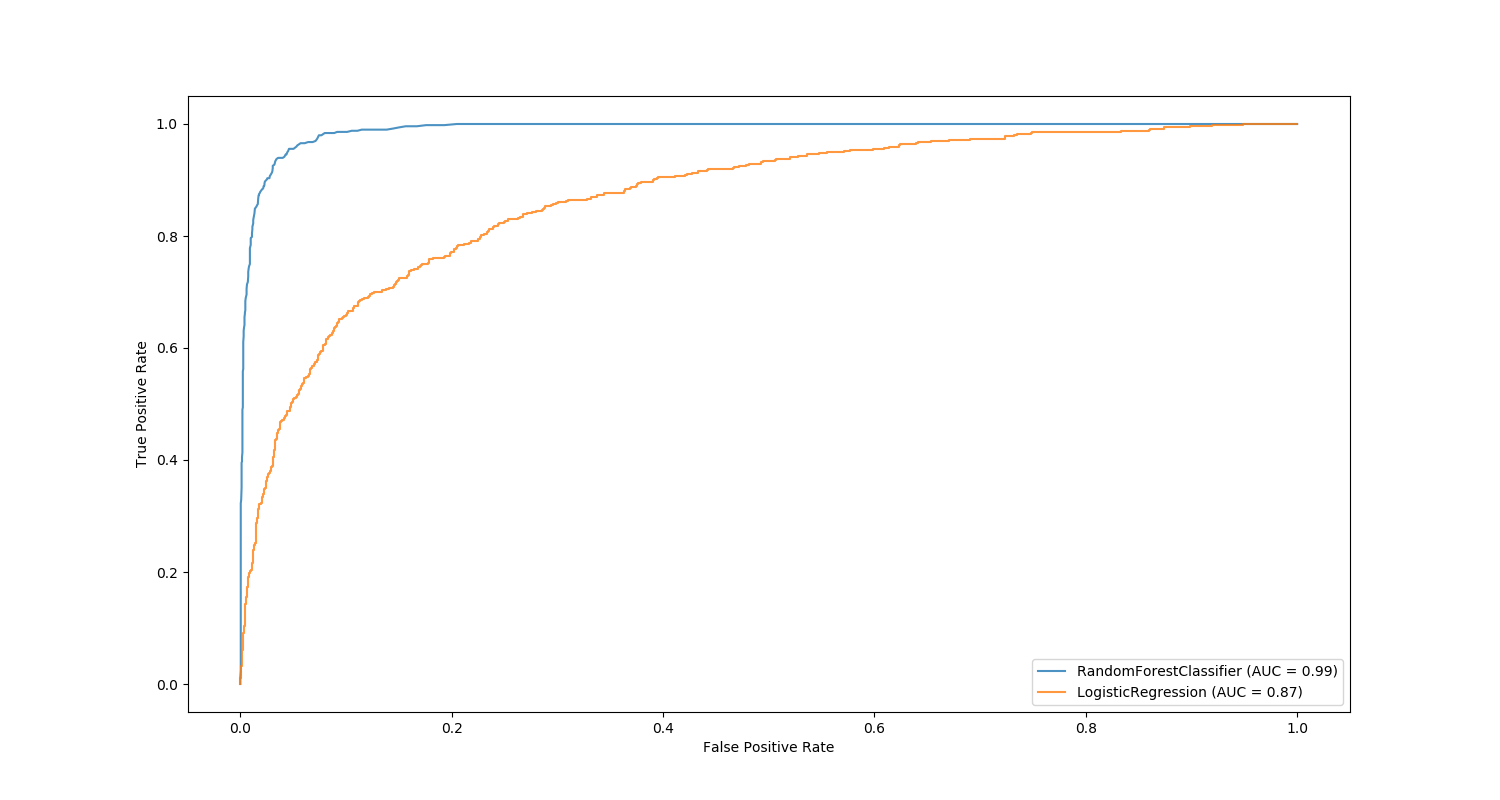 1.0
0.8
0.6
0.4
0.2
0.0
True Positive Rate
RandomForestClassifier (AUC = 0.99)
LogisticRegression (AUC = 0.87)
0.0 0.2 0.4 0.6 0.8 1.0
False Positive Rate